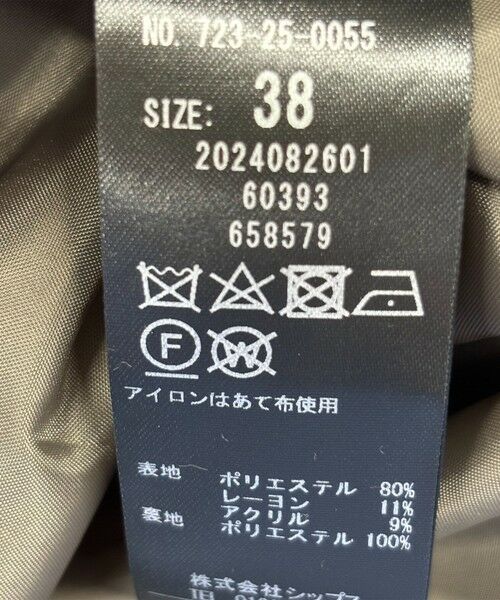 NO. 723-25-0055
SIZE: 38
2024082601
60393
658579
F W
アイロンはあて布使用
表地 ポリエステル 80%
レーヨン 11%
アクリル 9%
裏地 ポリエステル 100%
株式会社シップス